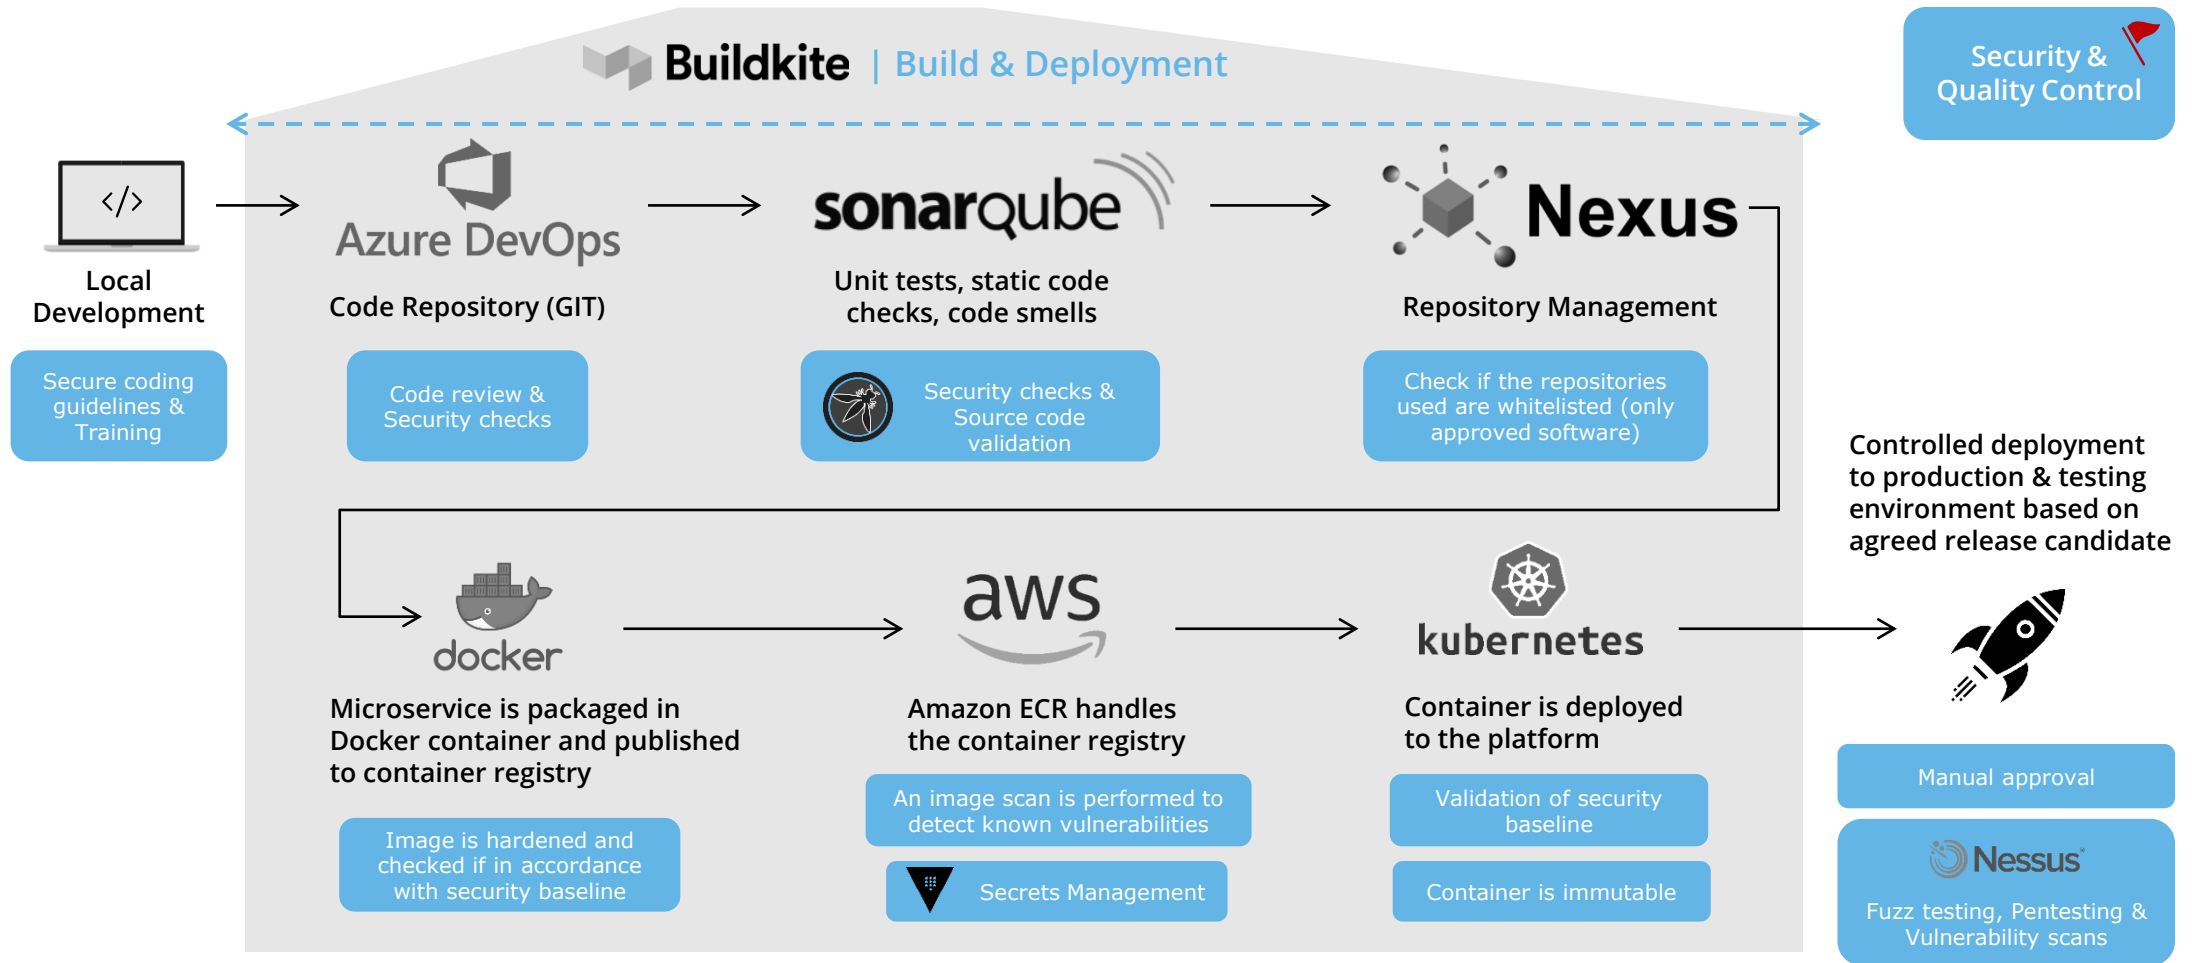 Buildkite | Build & Deployment
Security &
Quality Control
</>
Local
Development
Secure coding
guidelines &
Training
Azure DevOps
Code Repository (GIT)
Code review &
Security checks
sonarqube
Unit tests, static code
checks, code smells
Security checks &
Source code
validation
Nexus
Repository Management
Check if the repositories
used are whitelisted (only
approved software)
docker
Microservice is packaged in
Docker container and published
to container registry
Image is hardened and
checked if in accordance
with security baseline
aws
Amazon ECR handles
the container registry
An image scan is performed to
detect known vulnerabilities
Secrets Management
kubernetes
Container is deployed
to the platform
Validation of security
baseline
Container is immutable
Controlled deployment
to production & testing
environment based on
agreed release candidate
Manual approval
Nessus®
Fuzz testing, Pentesting &
Vulnerability scans